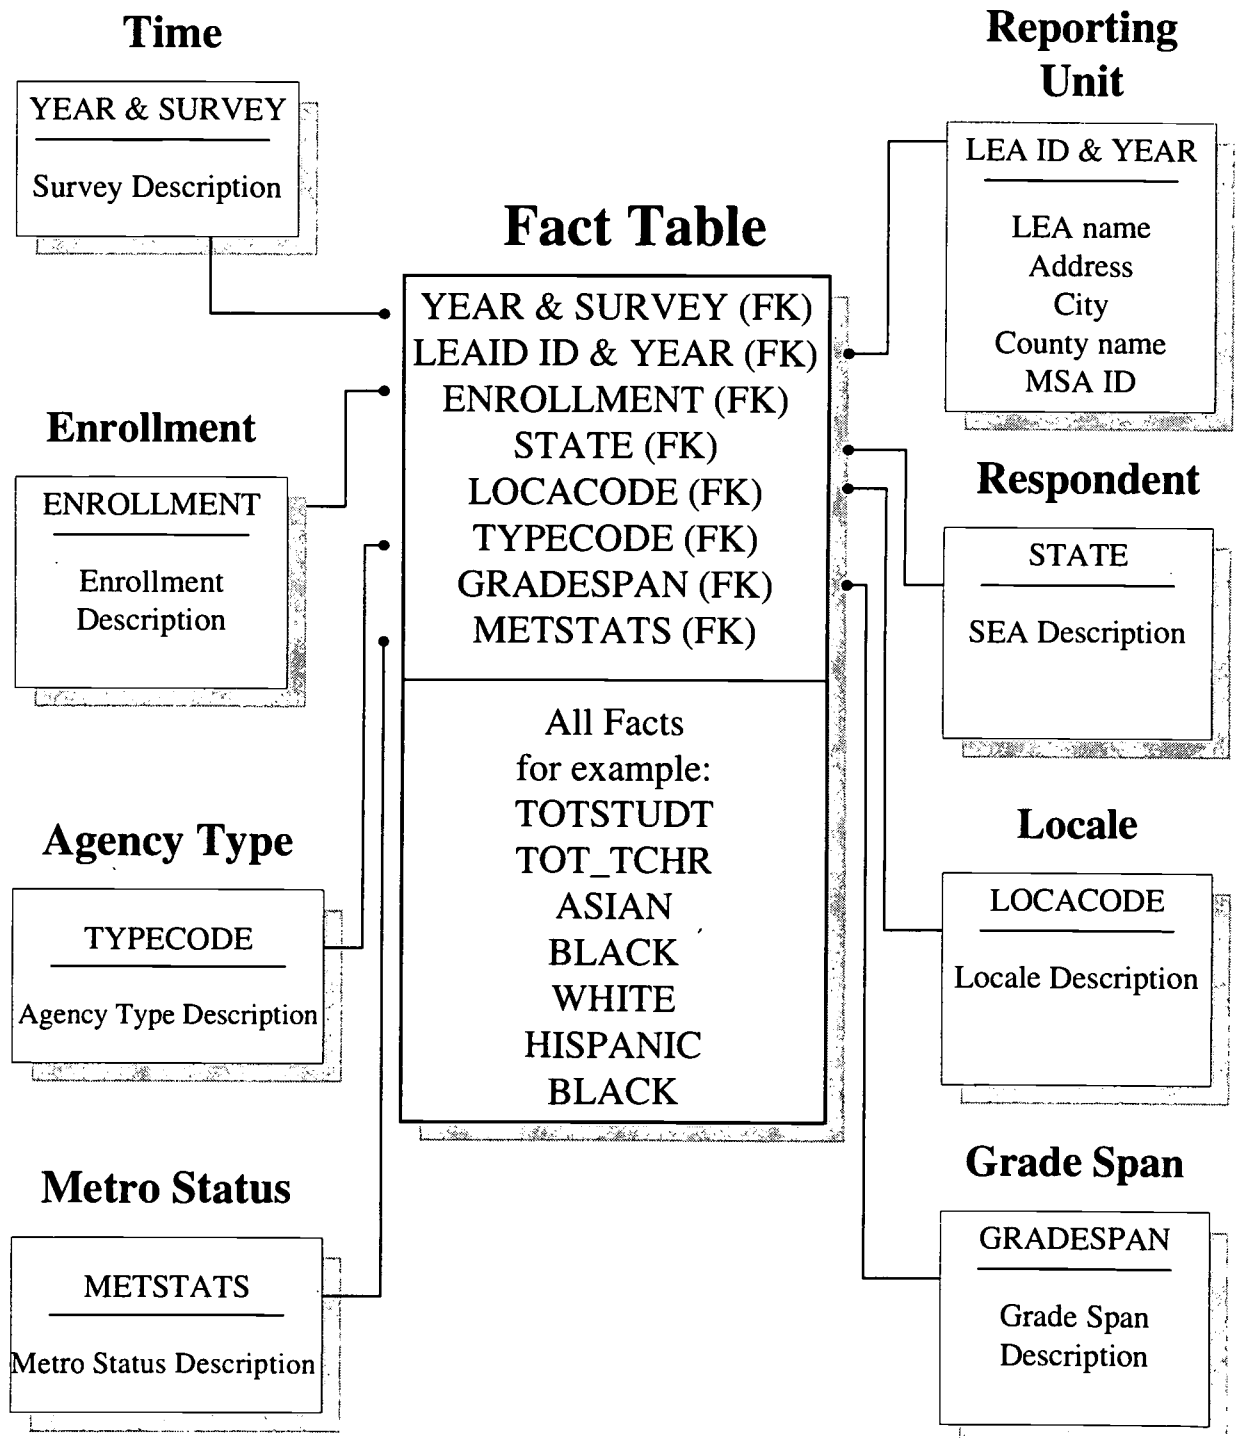 Time
YEAR & SURVEY
Survey Description
Enrollment
ENROLLMENT
Enrollment
Description
Agency Type
TYPECODE
Agency Type Description
Metro Status
METSTATS
Metro Status Description
Fact Table
YEAR & SURVEY (FK)
LEAID ID & YEAR (FK)
ENROLLMENT (FK)
STATE (FK)
LOCACODE (FK)
TYPECODE (FK)
GRADESPAN (FK)
METSTATS (FK)
All Facts
for example:
TOTSTUDT
TOT_TCHR
ASIAN
BLACK
WHITE
HISPANIC
BLACK
Reporting
Unit
LEA ID & YEAR
LEA name
Address
City
County name
MSA ID
Respondent
STATE
SEA Description
Locale
LOCACODE
Locale Description
Grade Span
GRADESPAN
Grade Span
Description